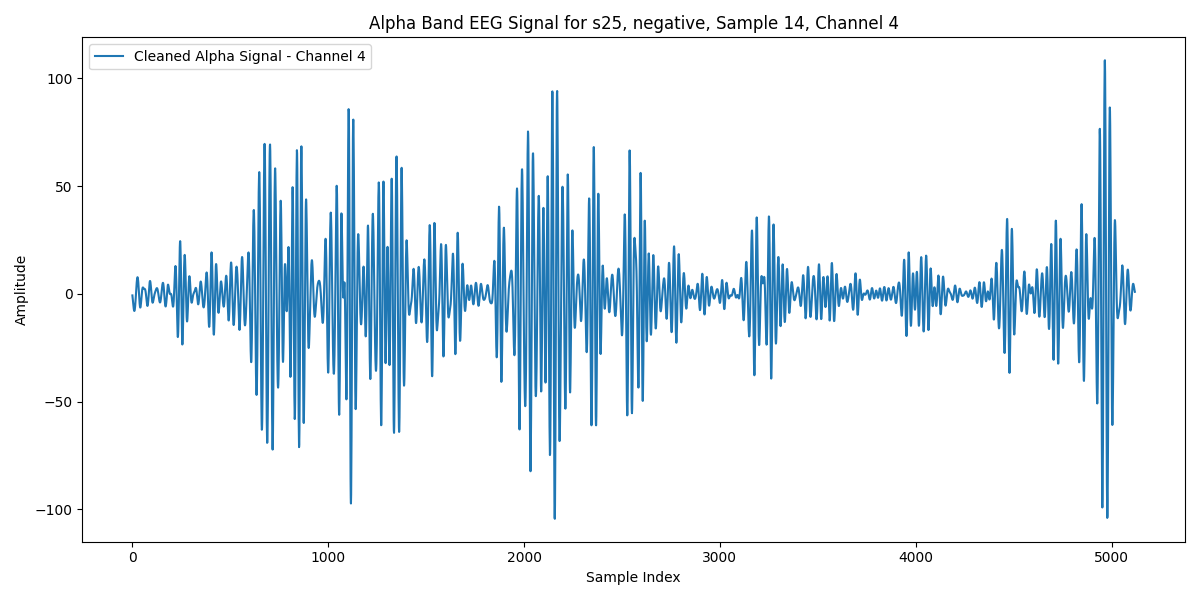 Alpha Band EEG Signal for s25, negative, Sample 14, Channel 4
Cleaned Alpha Signal - Channel 4
100
50
0
−50
−100
Amplitude
0 1000 2000 3000 4000 5000
Sample Index